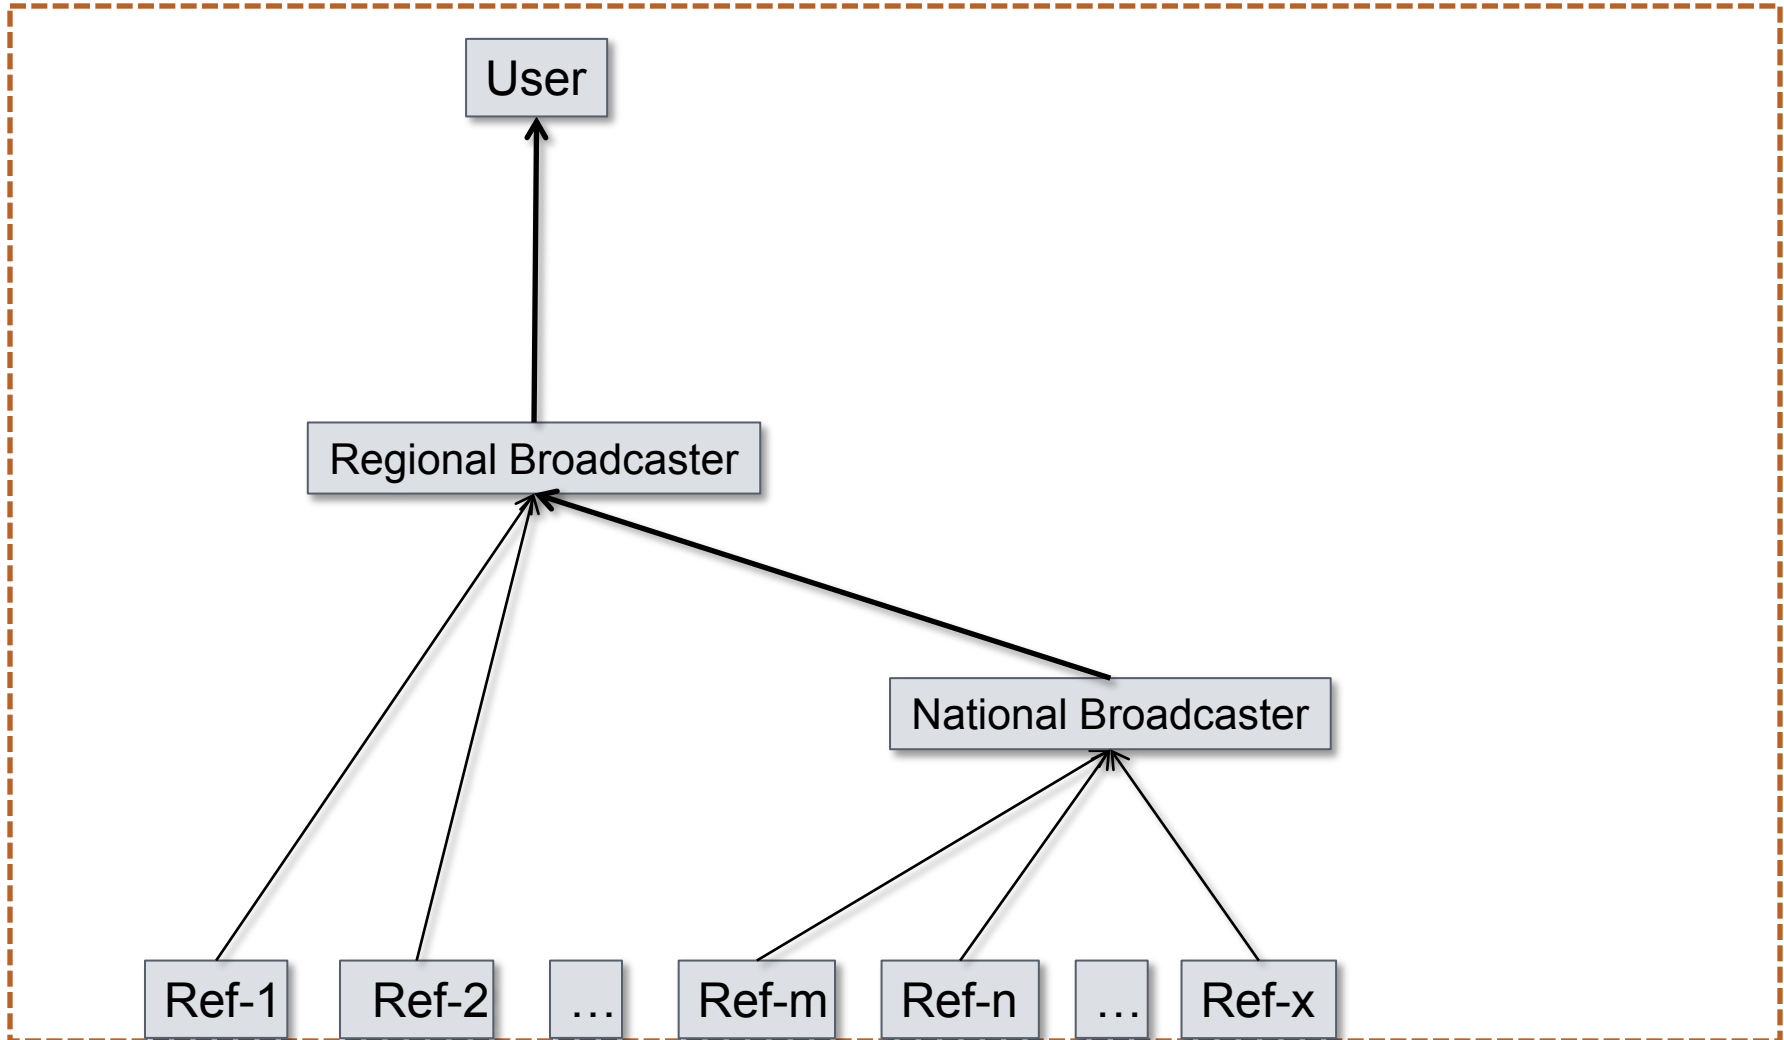 User
Regional Broadcaster
National Broadcaster
Ref-1
Ref-2
…
Ref-m
Ref-n
…
Ref-x